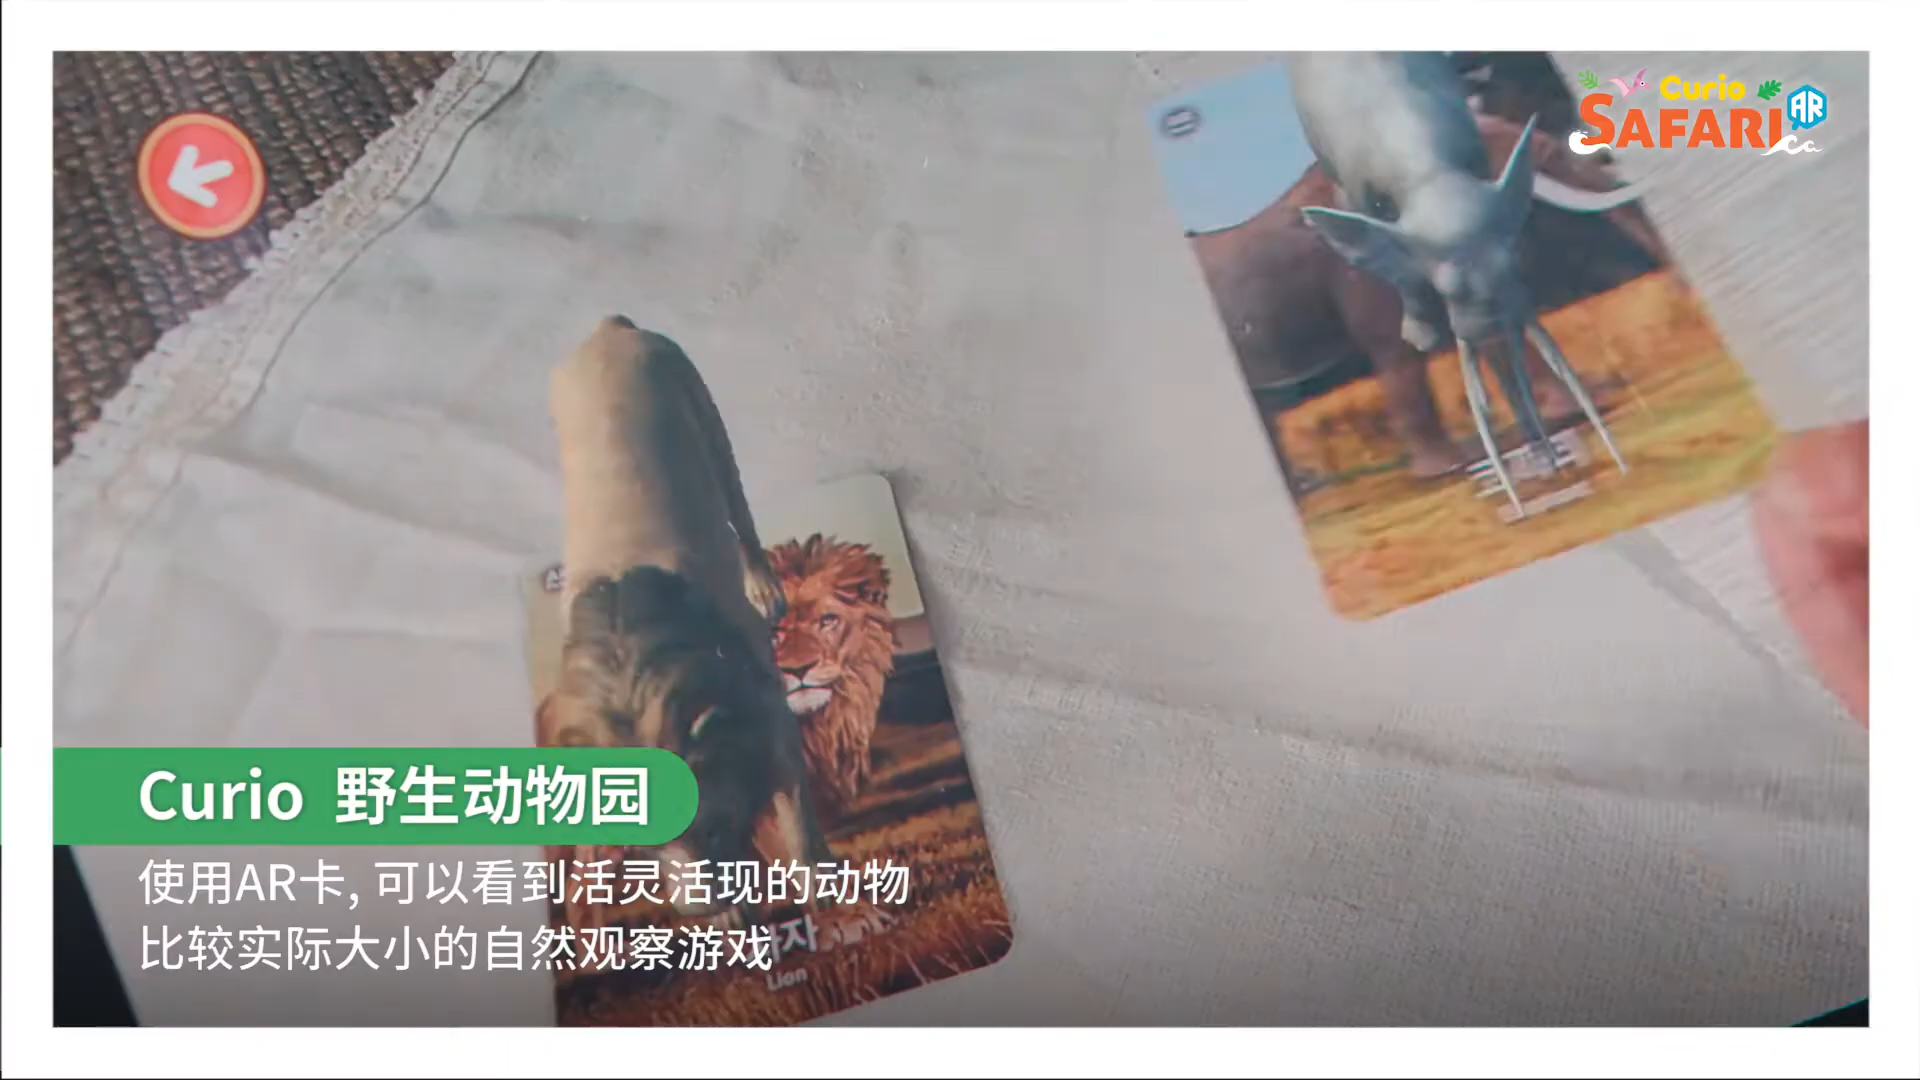 Curio
SAFARI AR
Curio 野生动物园
使用AR卡, 可以看到活灵活现的动物
比较实际大小的自然观察游戏
Lion